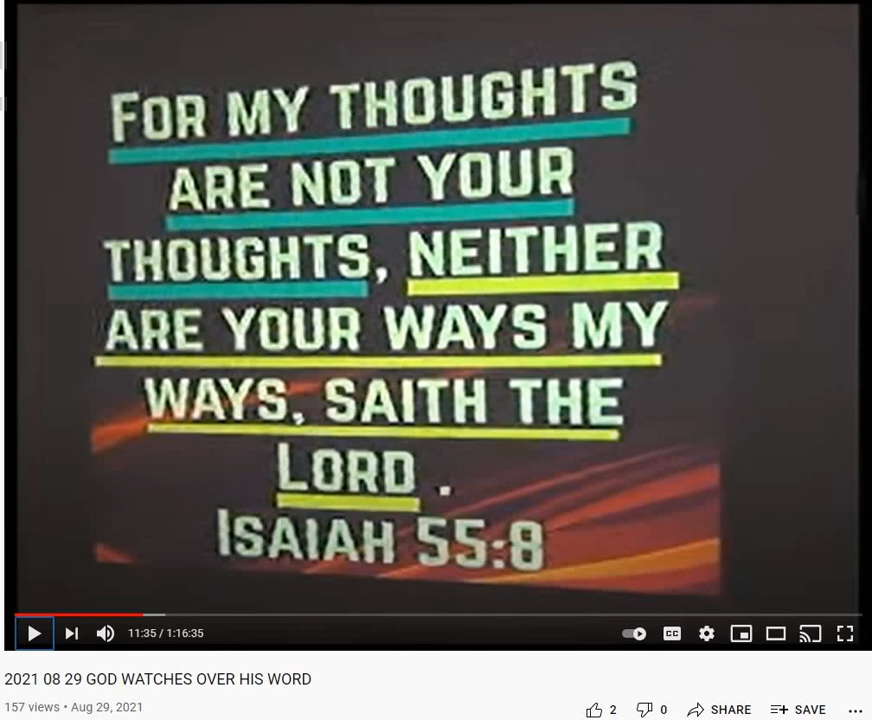 FOR MY THOUGHTS
ARE NOT YOUR
THOUGHTS, NEITHER
ARE YOUR WAYS MY
WAYS, SAITH THE
LORD .
ISAIAH 55:8
11:35 / 1:16:35
CC
2021 08 29 GOD WATCHES OVER HIS WORD
157 views • Aug 29, 2021
2 0 SHARE SAVE